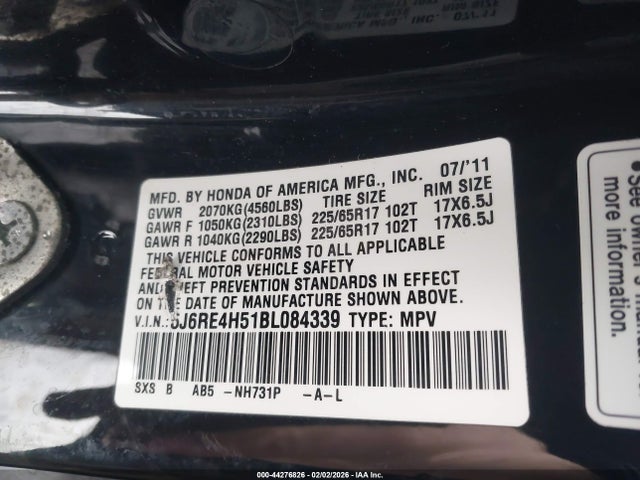 MFD. BY HONDA OF AMERICA MFG., INC. 07/'11
GVWR 2070KG(4560LBS) TIRE SIZE RIM SIZE
GAWR F 1050KG(2310LBS) 225/65R17 102T 17X6.5J
GAWR R 1040KG(2290LBS) 225/65R17 102T 17X6.5J
THIS VEHICLE CONFORMS TO ALL APPLICABLE
FEDERAL MOTOR VEHICLE SAFETY
AND THEFT PREVENTION STANDARDS IN EFFECT
ON THE DATE OF MANUFACTURE SHOWN ABOVE.
V.I.N.: 5J6RE4H51BL084339 TYPE: MPV
SXS B AB5 -NH731P -A-L
See owner's
000-44276826 - 02/02/2026 - IAAI, Inc.